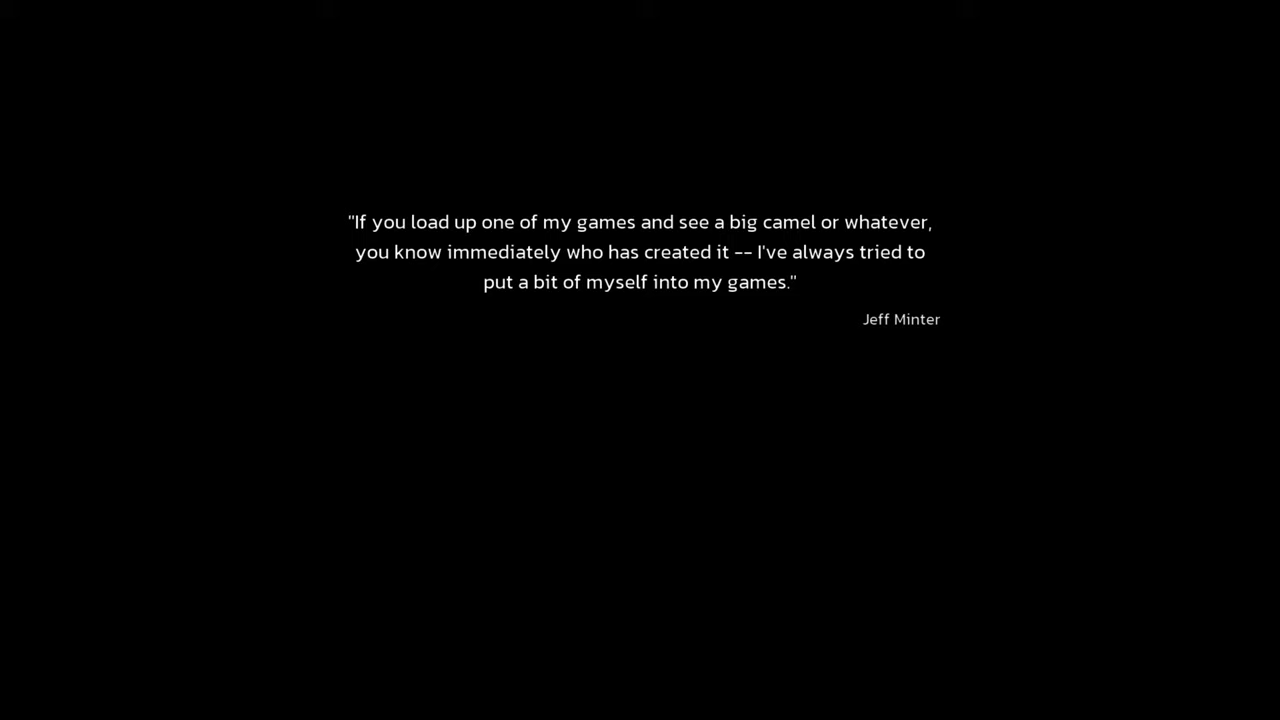 "If you load up one of my games and see a big camel or whatever,
you know immediately who has created it -- I've always tried to
put a bit of myself into my games."
Jeff Minter